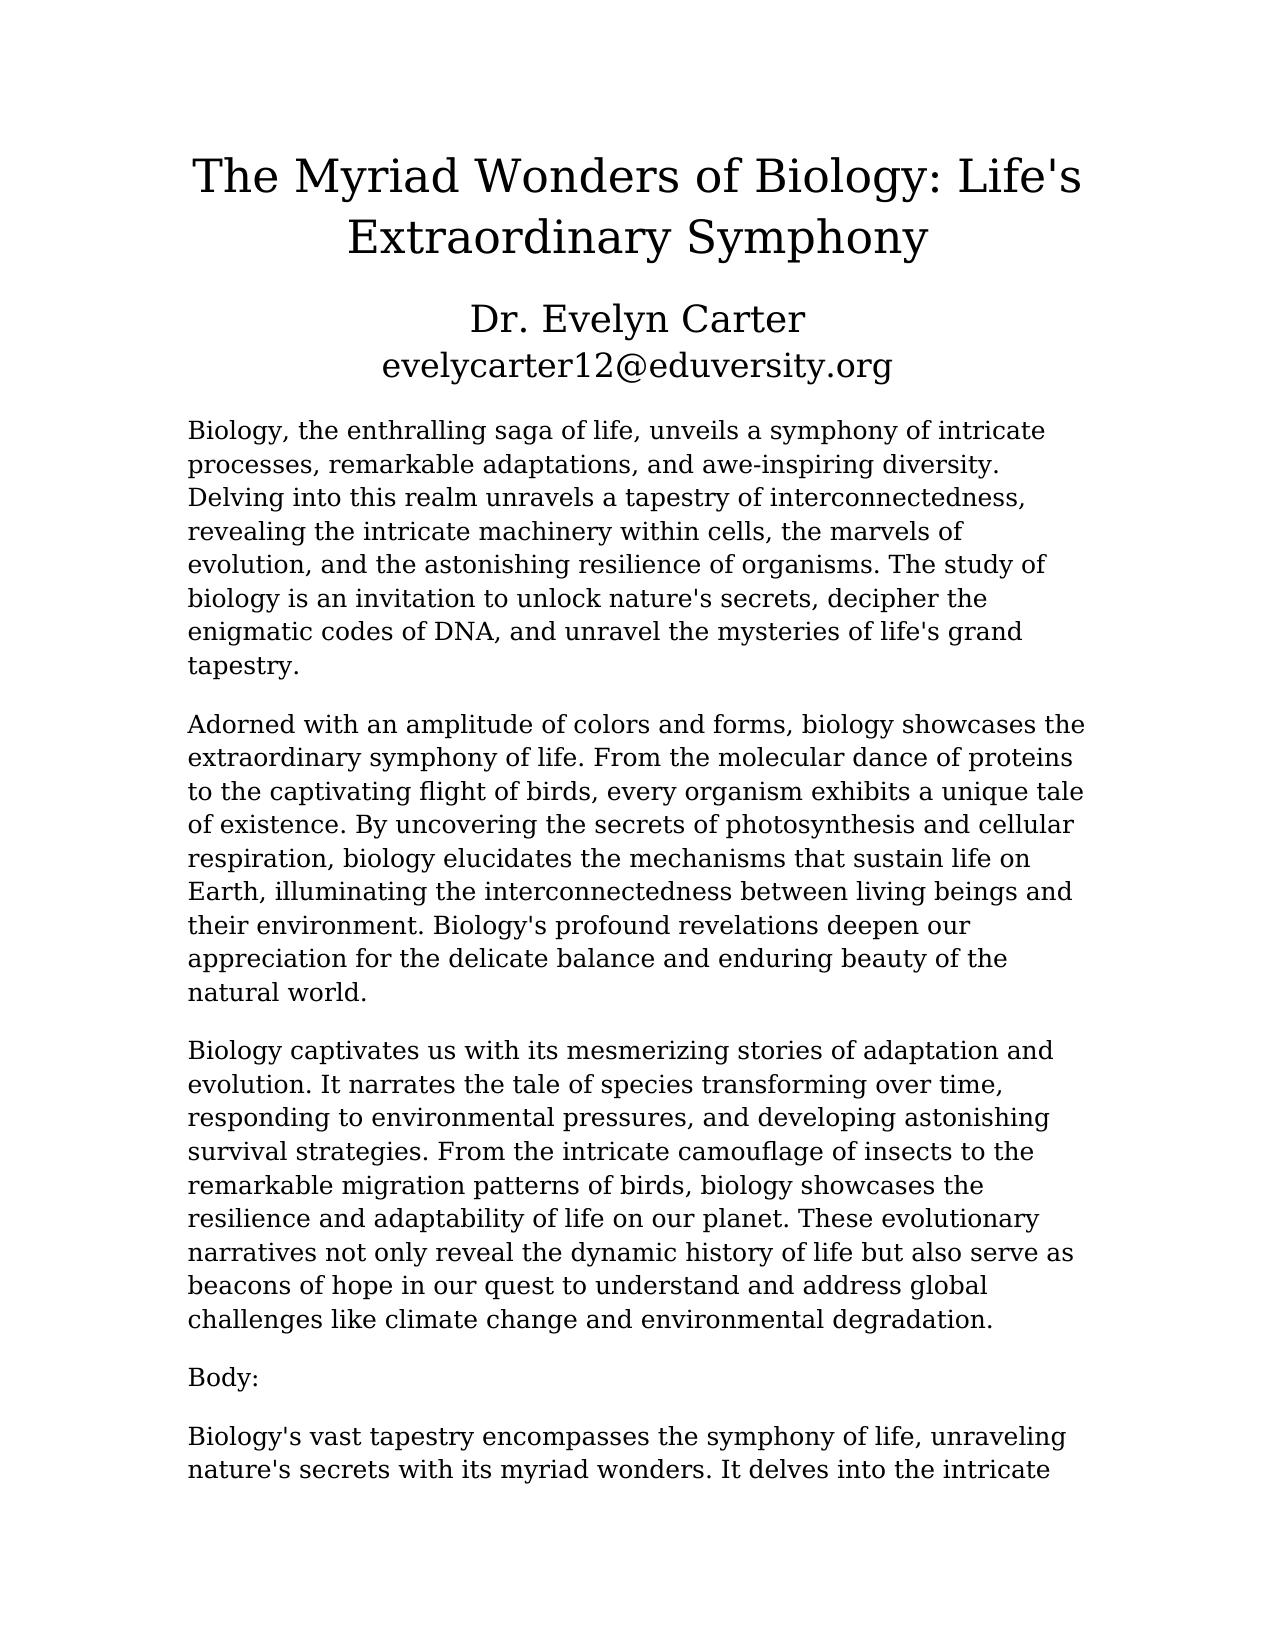 The Myriad Wonders of Biology: Life's
Extraordinary Symphony
Dr. Evelyn Carter
evelycarter12@eduversity.org
Biology, the enthralling saga of life, unveils a symphony of intricate
processes, remarkable adaptations, and awe-inspiring diversity.
Delving into this realm unravels a tapestry of interconnectedness,
revealing the intricate machinery within cells, the marvels of
evolution, and the astonishing resilience of organisms. The study of
biology is an invitation to unlock nature's secrets, decipher the
enigmatic codes of DNA, and unravel the mysteries of life's grand
tapestry.
Adorned with an amplitude of colors and forms, biology showcases the
extraordinary symphony of life. From the molecular dance of proteins
to the captivating flight of birds, every organism exhibits a unique tale
of existence. By uncovering the secrets of photosynthesis and cellular
respiration, biology elucidates the mechanisms that sustain life on
Earth, illuminating the interconnectedness between living beings and
their environment. Biology's profound revelations deepen our
appreciation for the delicate balance and enduring beauty of the
natural world.
Biology captivates us with its mesmerizing stories of adaptation and
evolution. It narrates the tale of species transforming over time,
responding to environmental pressures, and developing astonishing
survival strategies. From the intricate camouflage of insects to the
remarkable migration patterns of birds, biology showcases the
resilience and adaptability of life on our planet. These evolutionary
narratives not only reveal the dynamic history of life but also serve as
beacons of hope in our quest to understand and address global
challenges like climate change and environmental degradation.
Body:
Biology's vast tapestry encompasses the symphony of life, unraveling
nature's secrets with its myriad wonders. It delves into the intricate